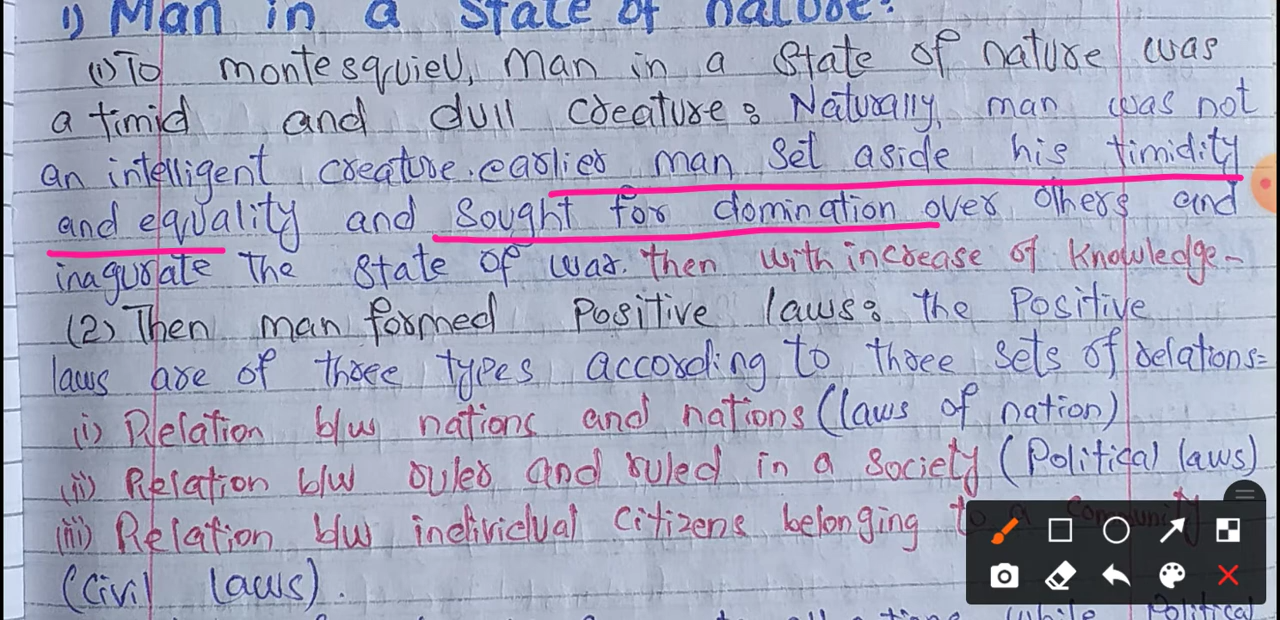 1) Man in a State of nature:
(1) To montesquieu, man in a State of nature was
a timid and dull creature: Naturally, man was not
an intelligent creature. earlier man Set aside his timidity
and equality and Sought for domination over others and
inagurate the State of war. then with increase of Knowledge-
(2) Then man formed Positive laws: the Positive
laws are of three types according to three sets of relations=
(i) Relation b/w nations and nations (laws of nation)
(ii) Relation b/w ruler and ruled in a Society (Political laws)
(iii) Relation b/w individual Citizens belonging to a community
(Civil laws).
while Political